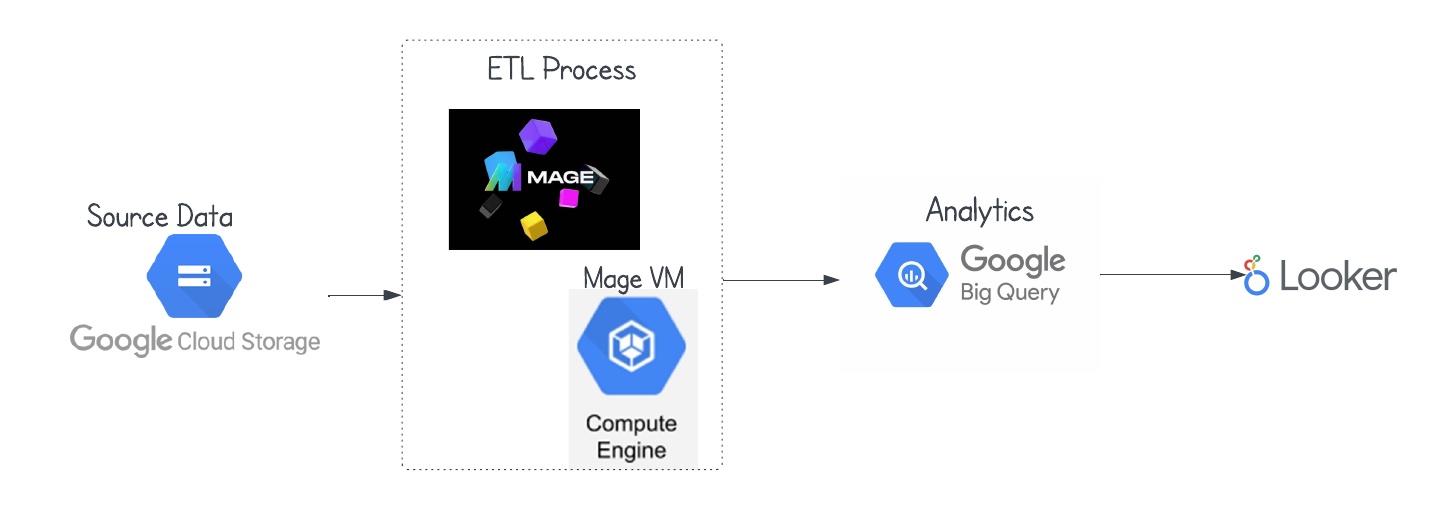 ETL Process
MAGE
Source Data
Google Cloud Storage
Mage VM
Compute
Engine
Analytics
Google
Big Query
Looker